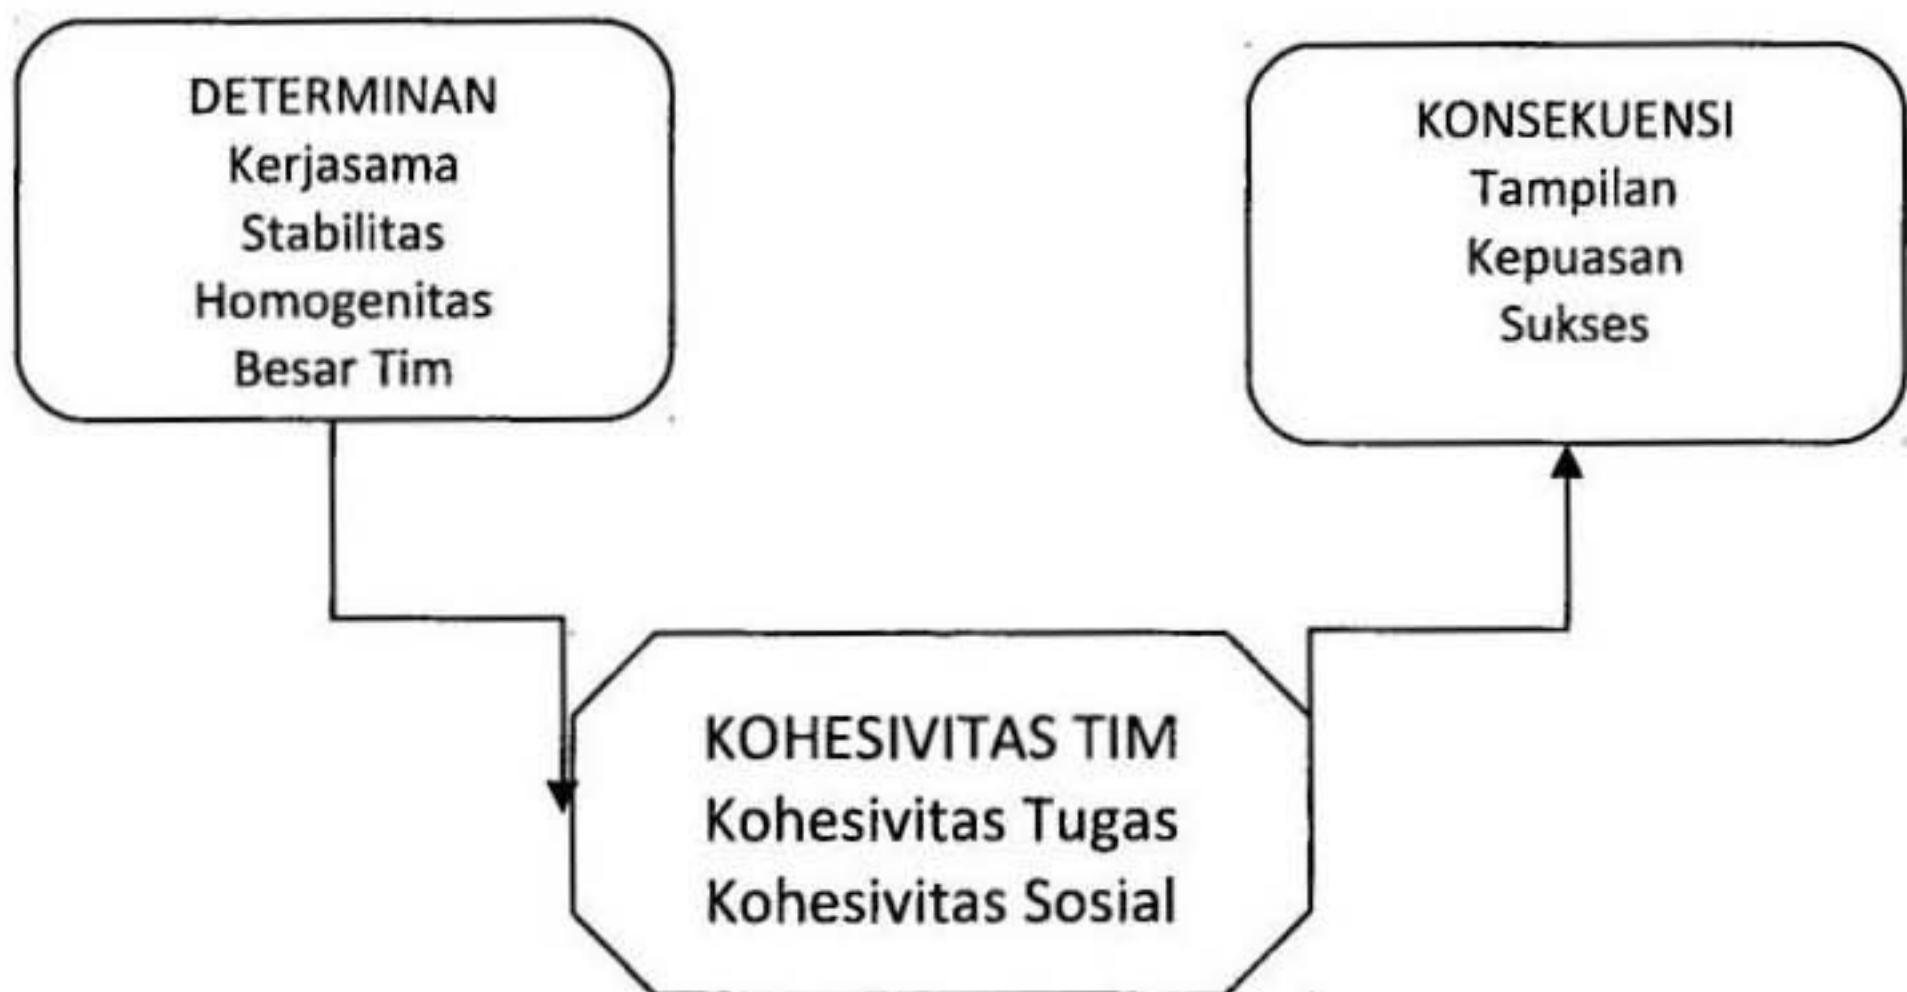 DETERMINAN
Kerjasama
Stabilitas
Homogenitas
Besar Tim
KONSEKUENSI
Tampilan
Kepuasan
Sukses
KOHESIVITAS TIM
Kohesivitas Tugas
Kohesivitas Sosial